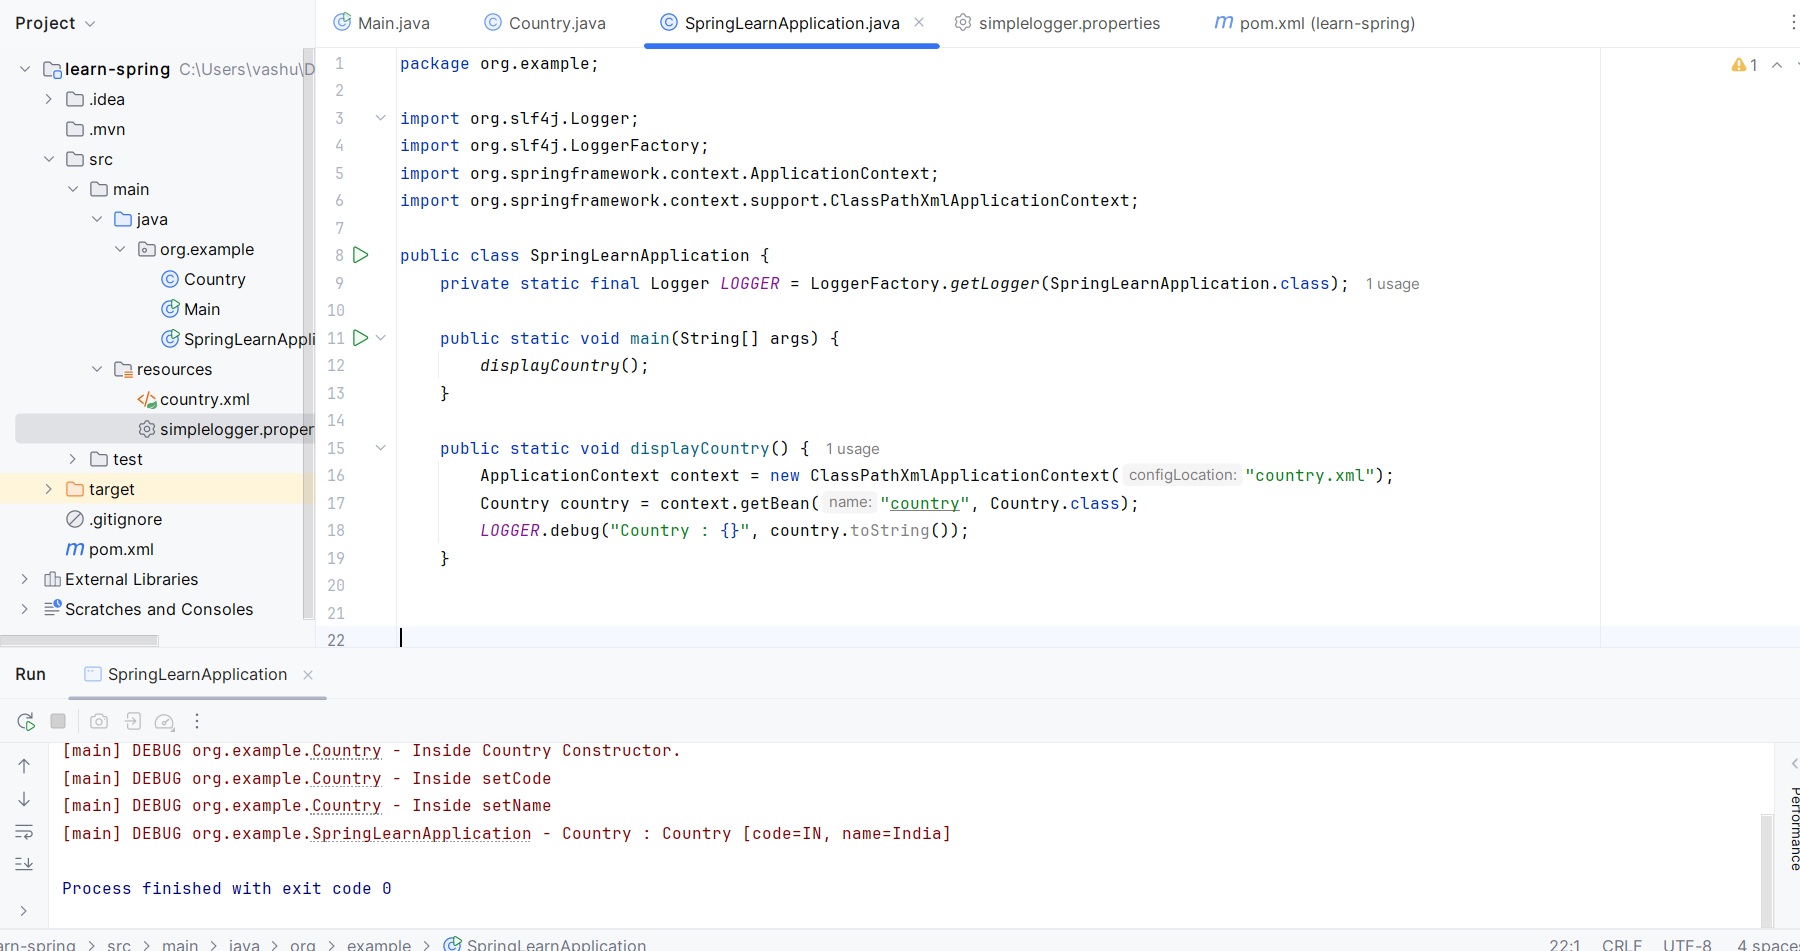 Project
Main.java
Country.java
SpringLearnApplication.java
simplelogger.properties
pom.xml (learn-spring)
learn-spring C:\Users\vashu\D
.idea
.mvn
src
main
java
org.example
Country
Main
SpringLearnAppli
resources
country.xml
simplelogger.proper
test
target
.gitignore
pom.xml
External Libraries
Scratches and Consoles
1 package org.example;
2
3 import org.slf4j.Logger;
4 import org.slf4j.LoggerFactory;
5 import org.springframework.context.ApplicationContext;
6 import org.springframework.context.support.ClassPathXmlApplicationContext;
7
8 public class SpringLearnApplication {
9 private static final Logger LOGGER = LoggerFactory.getLogger(SpringLearnApplication.class); 1 usage
10
11 public static void main(String[] args) {
12 displayCountry();
13 }
14
15 public static void displayCountry() { 1 usage
16 ApplicationContext context = new ClassPathXmlApplicationContext( configLocation: "country.xml");
17 Country country = context.getBean( name: "country", Country.class);
18 LOGGER.debug("Country : {}", country.toString());
19 }
20
21
22
1
Run
SpringLearnApplication
[main] DEBUG org.example.Country - Inside Country Constructor.
[main] DEBUG org.example.Country - Inside setCode
[main] DEBUG org.example.Country - Inside setName
[main] DEBUG org.example.SpringLearnApplication - Country : Country [code=IN, name=India]
Process finished with exit code 0
Performance
arn-spring > src > main > java > org > example > SpringLearnApplication
22:1 CRLF UTF-8 4 space